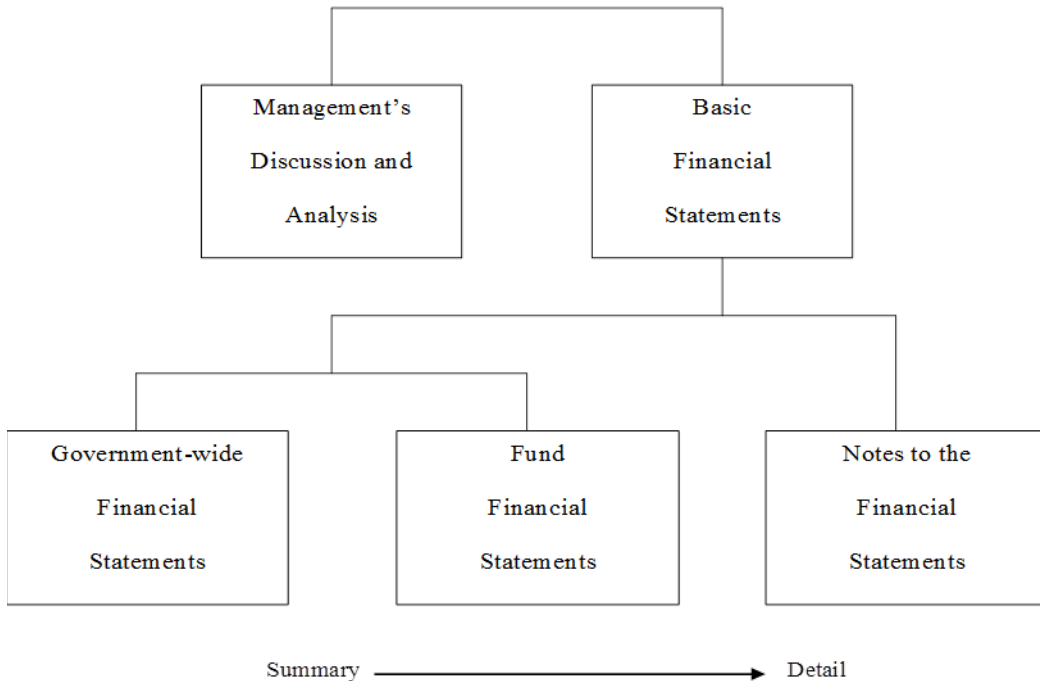 Management’s
Discussion and
Analysis
Basic
Financial
Statements
Government-wide
Financial
Statements
Fund
Financial
Statements
Notes to the
Financial
Statements
Summary
Detail